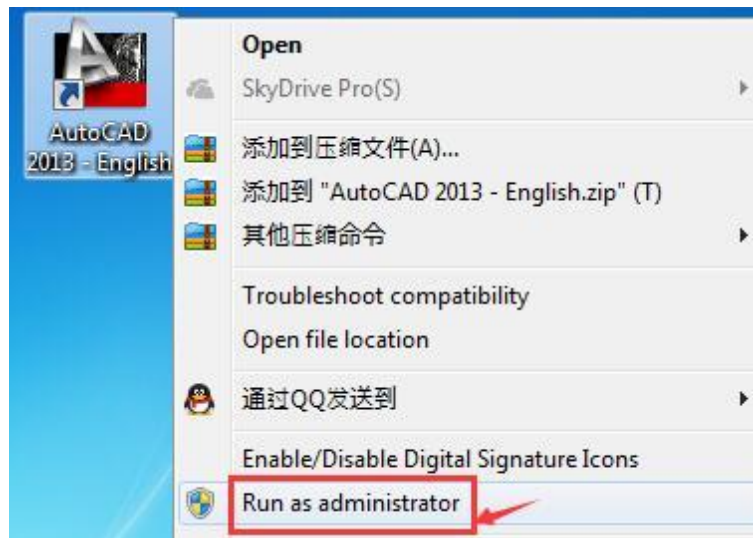 AutoCAD
2013 - English
Open
SkyDrive Pro(S)
添加到压缩文件(A)...
添加到 "AutoCAD 2013 - English.zip" (T)
其他压缩命令
Troubleshoot compatibility
Open file location
通过QQ发送到
Enable/Disable Digital Signature Icons
Run as administrator